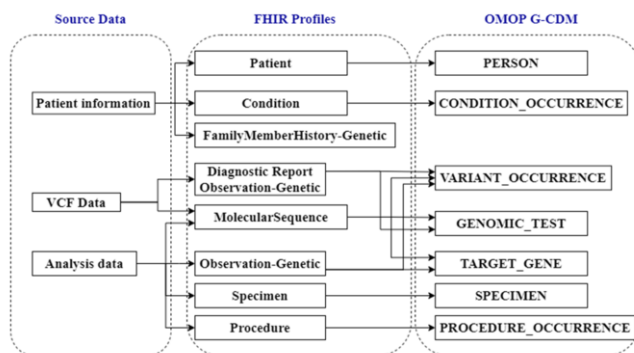 Source Data
FHIR Profiles
OMOP G-CDM
Patient information
VCF Data
Analysis data
Patient
Condition
FamilyMemberHistory-Genetic
Diagnostic Report
Observation-Genetic
MolecularSequence
Observation-Genetic
Specimen
Procedure
PERSON
CONDITION_OCCURRENCE
VARIANT_OCCURRENCE
GENOMIC_TEST
TARGET_GENE
SPECIMEN
PROCEDURE_OCCURRENCE